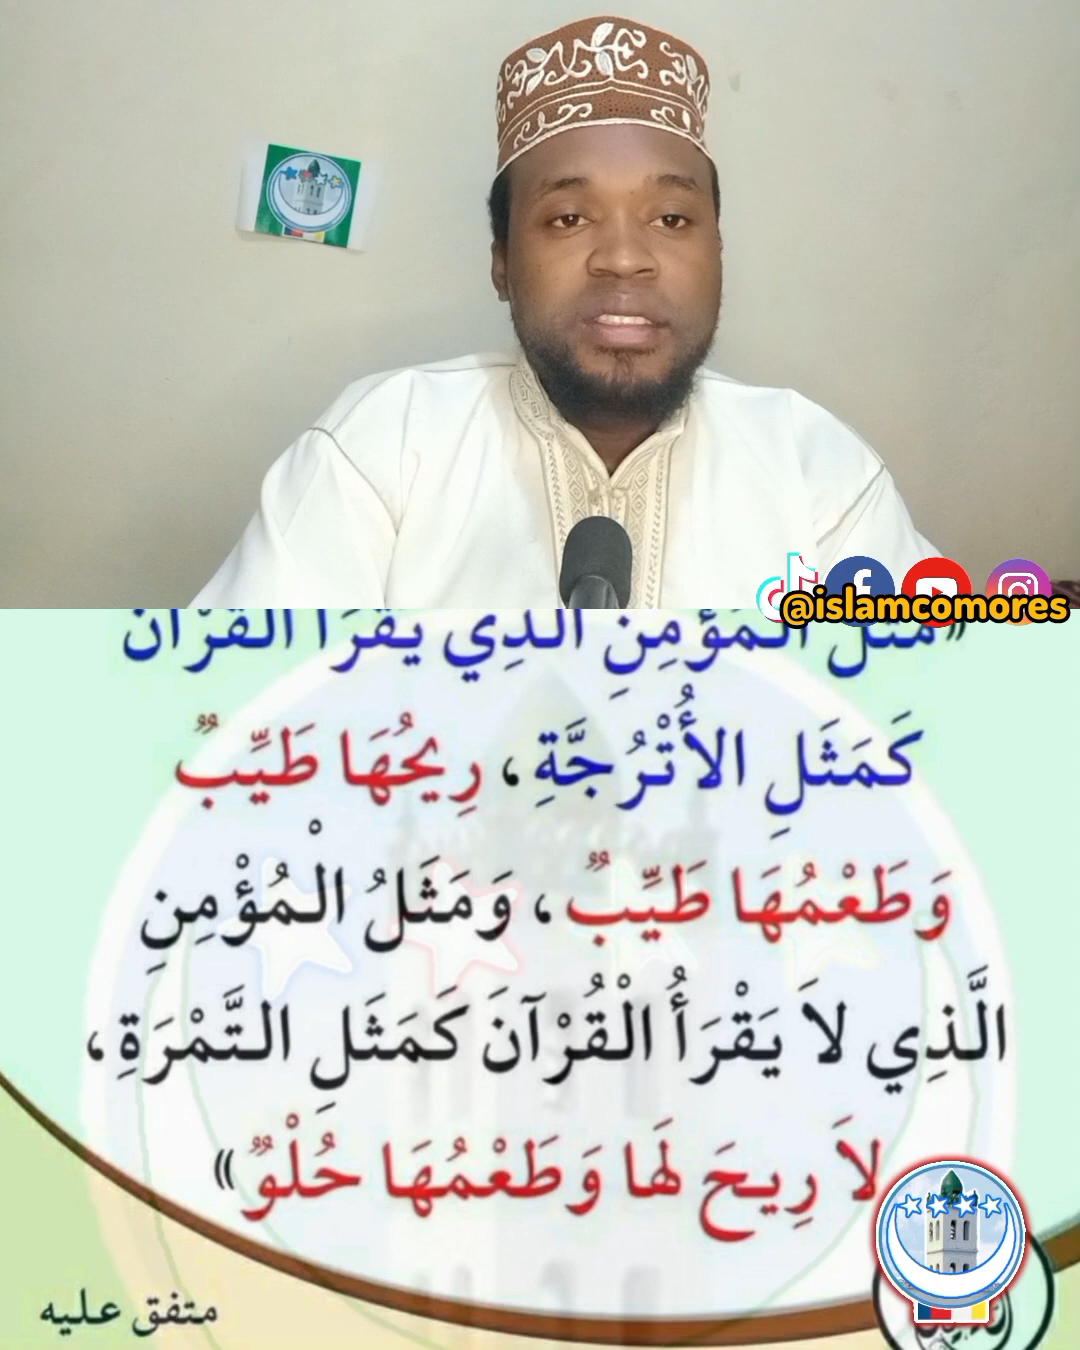 @islamcomores
«مَثَلُ الْمُؤْمِنِ الَّذِي يَقْرَأُ الْقُرْآنَ
كَمَثَلِ الأُتْرُجَّةِ، رِيحُهَا طَيِّبٌ
وَطَعْمُهَا طَيِّبٌ، وَمَثَلُ الْمُؤْمِنِ
الَّذِي لاَ يَقْرَأُ الْقُرْآنَ كَمَثَلِ التَّمْرَةِ،
لاَ رِيحَ لَهَا وَطَعْمُهَا حُلْوٌ»
متفق عليه